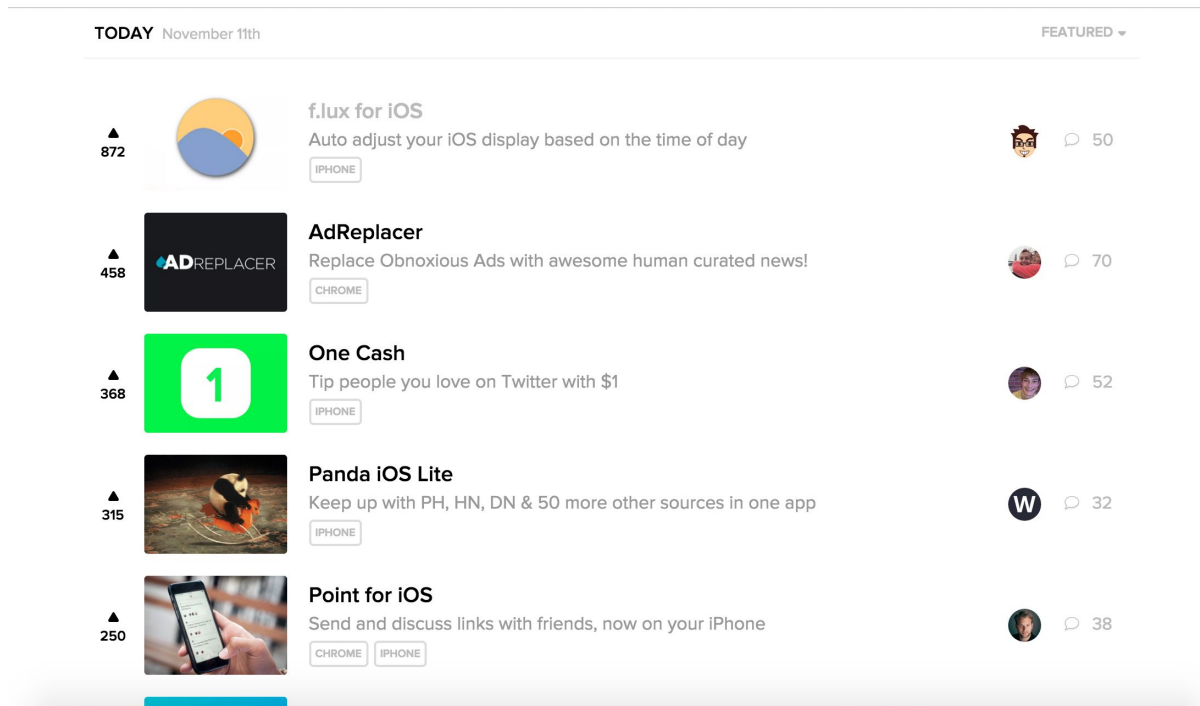 TODAY November 11th
FEATURED
f.lux for iOS
Auto adjust your iOS display based on the time of day
IPHONE
872
50
ADREPLACER
AdReplacer
Replace Obnoxious Ads with awesome human curated news!
CHROME
458
70
1
One Cash
Tip people you love on Twitter with $1
IPHONE
368
52
Panda iOS Lite
Keep up with PH, HN, DN & 50 more other sources in one app
IPHONE
315
W
32
Point for iOS
Send and discuss links with friends, now on your iPhone
CHROME IPHONE
250
38